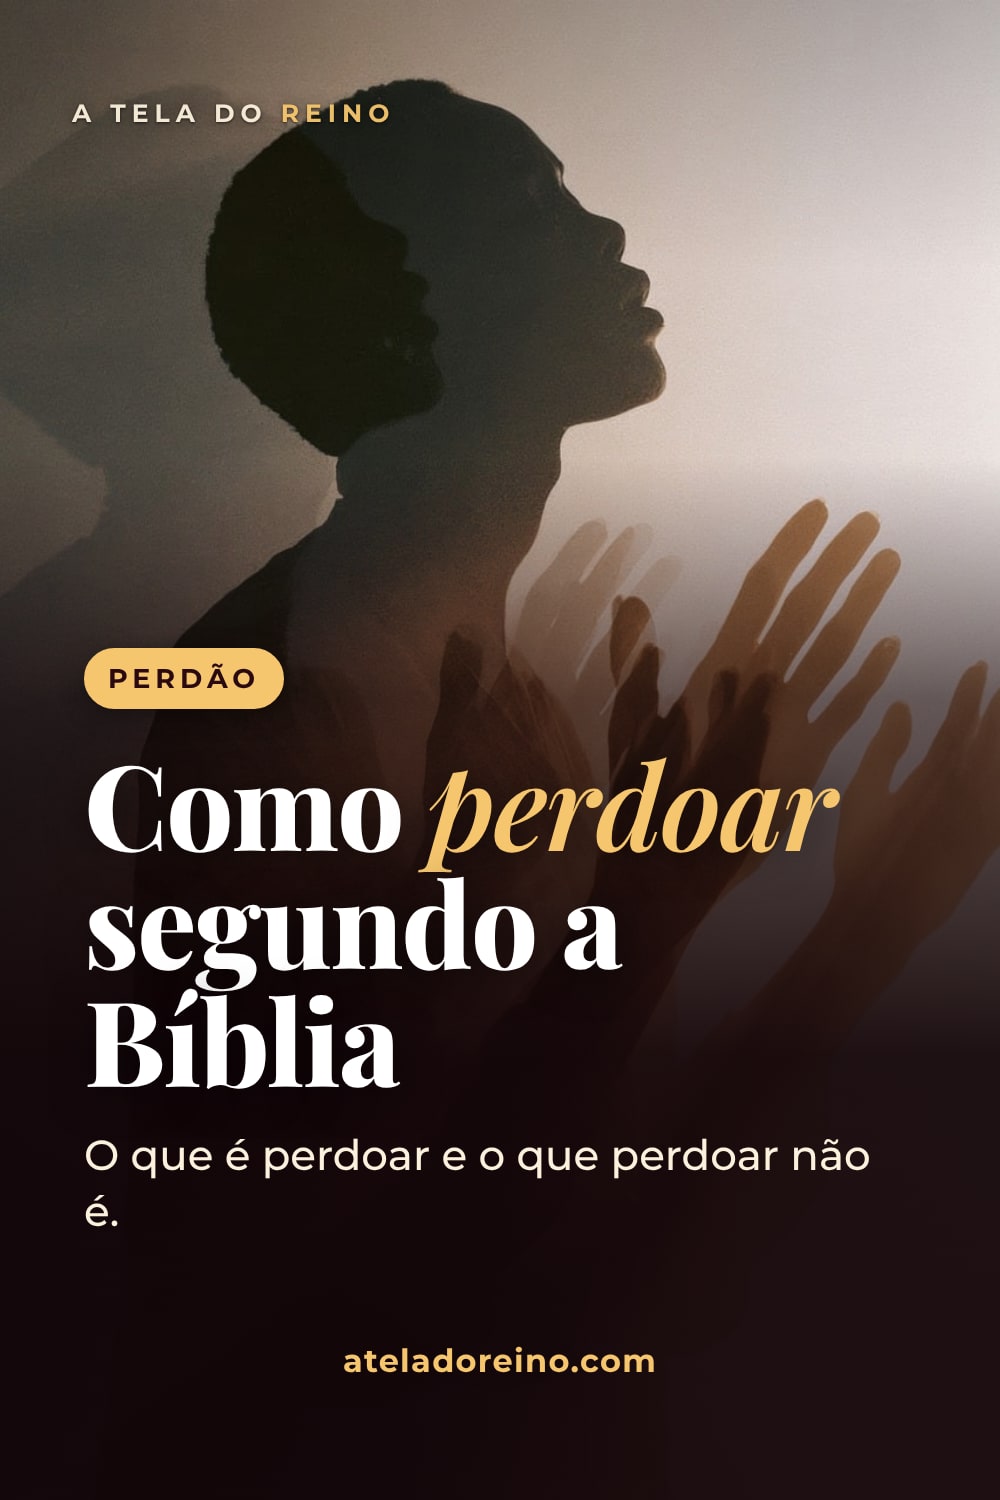 A TELA DO REINO
PERDÃO
Como perdoar
segundo a
Bíblia
O que é perdoar e o que perdoar não
é.
ateladoreino.com